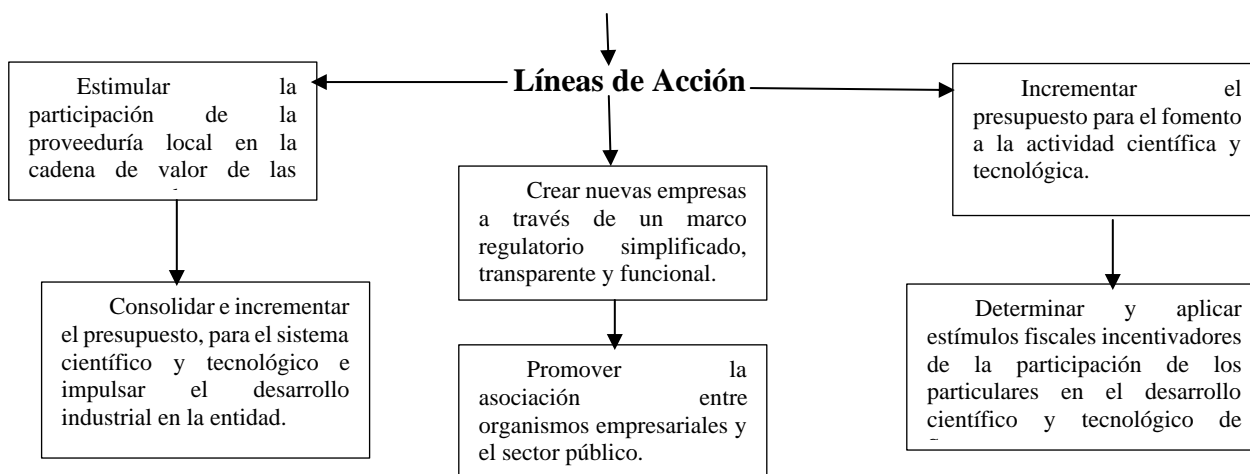 Líneas de Acción
Estimular la
participación de la
proveeduría local en la
cadena de valor de las
Consolidar e incrementar
el presupuesto, para el sistema
científico y tecnológico e
impulsar el desarrollo
industrial en la entidad.
Crear nuevas empresas
a través de un marco
regulatorio simplificado,
transparente y funcional.
Promover la
asociación entre
organismos empresariales y
el sector público.
Incrementar el
presupuesto para el fomento
a la actividad científica y
tecnológica.
Determinar y aplicar
estímulos fiscales incentivadores
de la participación de los
particulares en el desarrollo
científico y tecnológico de